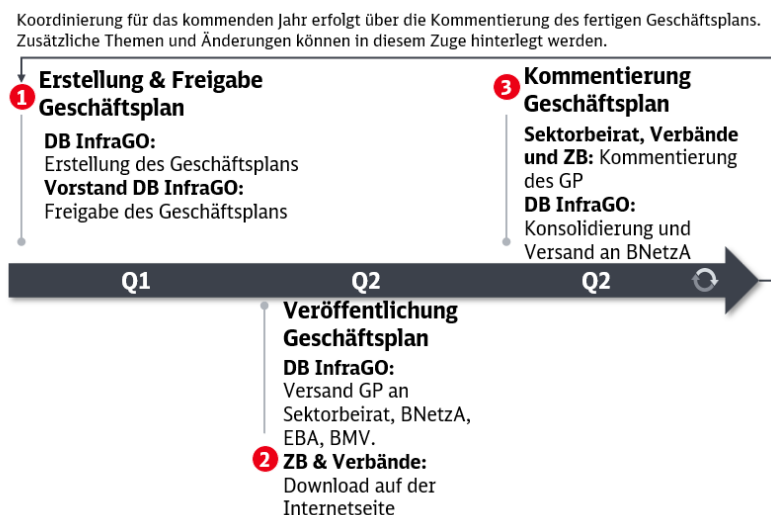 Koordinierung für das kommenden Jahr erfolgt über die Kommentierung des fertigen Geschäftsplans.
Zusätzliche Themen und Änderungen können in diesem Zuge hinterlegt werden.
1
Erstellung & Freigabe
Geschäftsplan
DB InfraGO:
Erstellung des Geschäftsplans
Vorstand DB InfraGO:
Freigabe des Geschäftsplans
3
Kommentierung
Geschäftsplan
Sektorbeirat, Verbände
und ZB: Kommentierung
des GP
DB InfraGO:
Konsolidierung und
Versand an BNetzA
Q1
Q2
Q2
Veröffentlichung
Geschäftsplan
DB InfraGO:
Versand GP an
Sektorbeirat, BNetzA,
EBA, BMV.
2
ZB & Verbände:
Download auf der
Internetseite